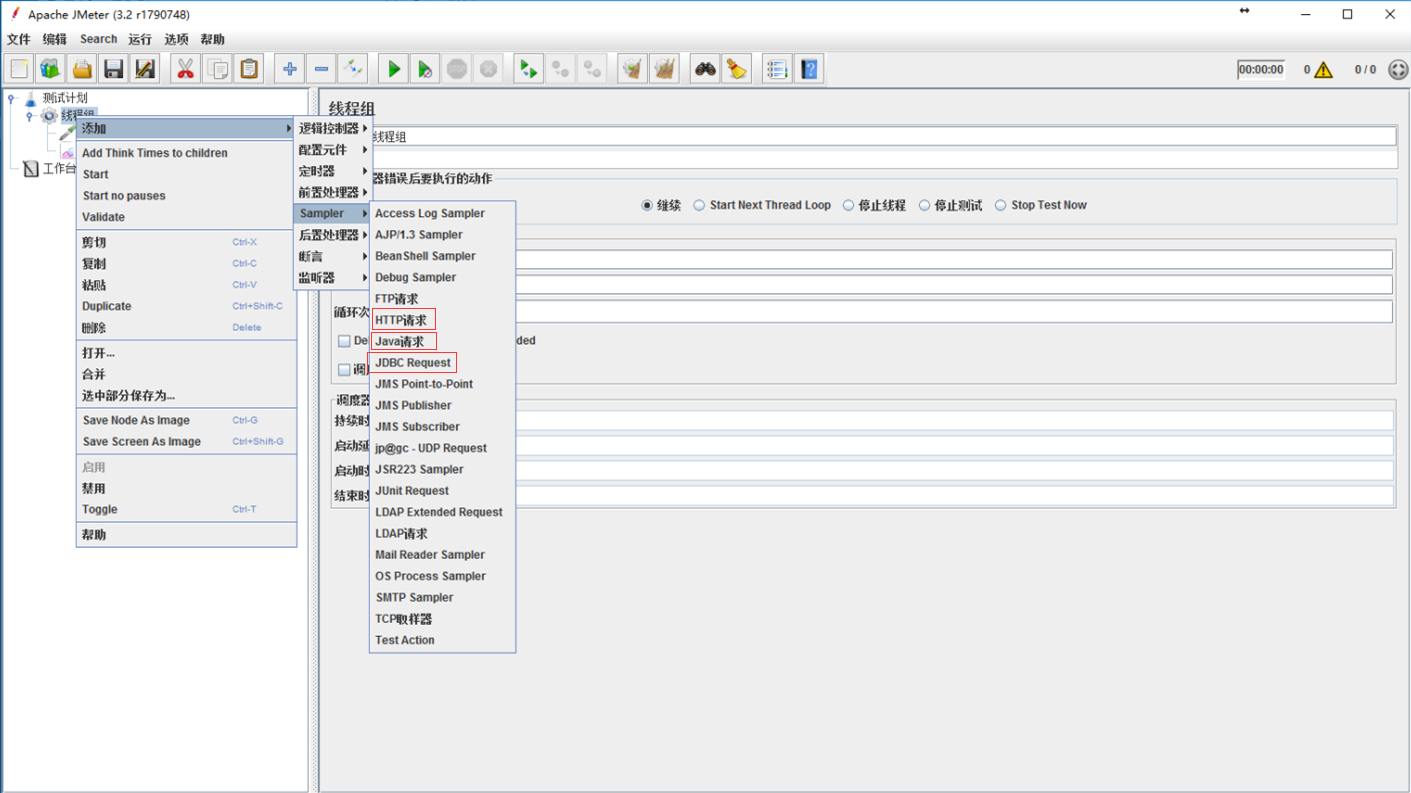 Apache JMeter (3.2 r1790748)
文件 编辑 Search 运行 选项 帮助
00:00:00 0 0 / 0
测试计划
线程组
工作台
添加
Add Think Times to children
Start
Start no pauses
Validate
剪切 Ctrl-X
复制 Ctrl-C
粘贴 Ctrl-V
Duplicate Ctrl+Shift-C
删除 Delete
打开...
合并
选中部分保存为...
Save Node As Image Ctrl-G
Save Screen As Image Ctrl+Shift-G
启用
禁用
Toggle Ctrl-T
帮助
逻辑控制器
配置元件
定时器
前置处理器
Sampler
后置处理器
断言
监听器
Access Log Sampler
AJP/1.3 Sampler
BeanShell Sampler
Debug Sampler
FTP请求
HTTP请求
Java请求
JDBC Request
JMS Point-to-Point
JMS Publisher
JMS Subscriber
jp@gc - UDP Request
JSR223 Sampler
JUnit Request
LDAP Extended Request
LDAP请求
Mail Reader Sampler
OS Process Sampler
SMTP Sampler
TCP取样器
Test Action
线程组
线程组
器错误后要执行的动作
继续 Start Next Thread Loop 停止线程 停止测试 Stop Test Now
循环次
De ded
调度器
持续时
启动延
启动时
结束时